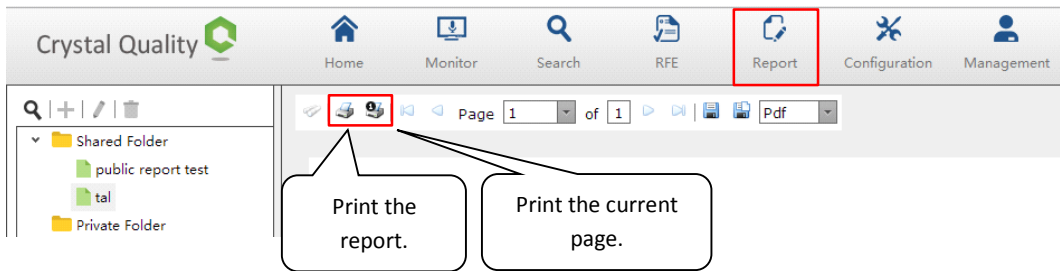 Crystal Quality
Home
Monitor
Search
RFE
Report
Configuration
Management
Page 1 of 1
Pdf
Shared Folder
public report test
tal
Private Folder
Print the
report.
Print the current
page.